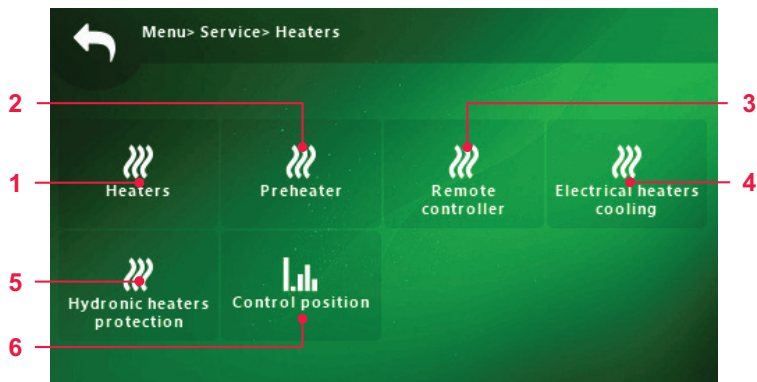 Menu> Service> Heaters
2
3
1
4
Heaters
Preheater
Remote
controller
Electrical heaters
cooling
5
Hydronic heaters
protection
Control position
6